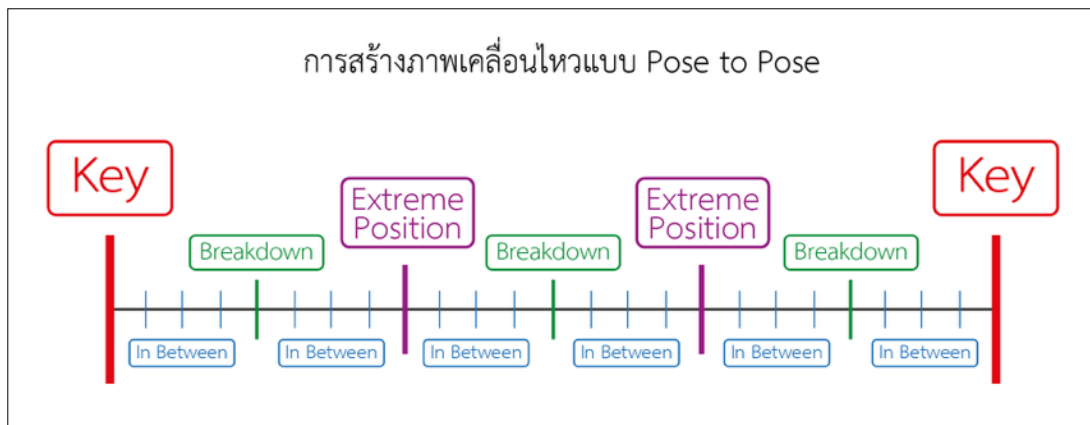 การสร้างภาพเคลื่อนไหวแบบ Pose to Pose
Key
Key
Extreme
Position
Extreme
Position
Breakdown
Breakdown
Breakdown
In Between
In Between
In Between
In Between
In Between
In Between